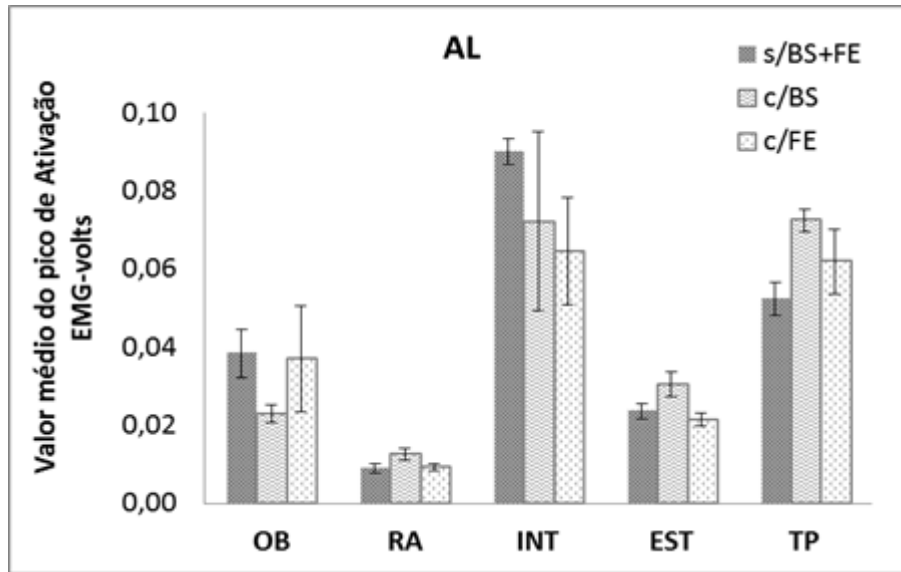 AL
s/BS+FE
c/BS
c/FE
Valor médio do pico de Ativação
EMG-volts
0,10
0,08
0,06
0,04
0,02
0,00
OB RA INT EST TP